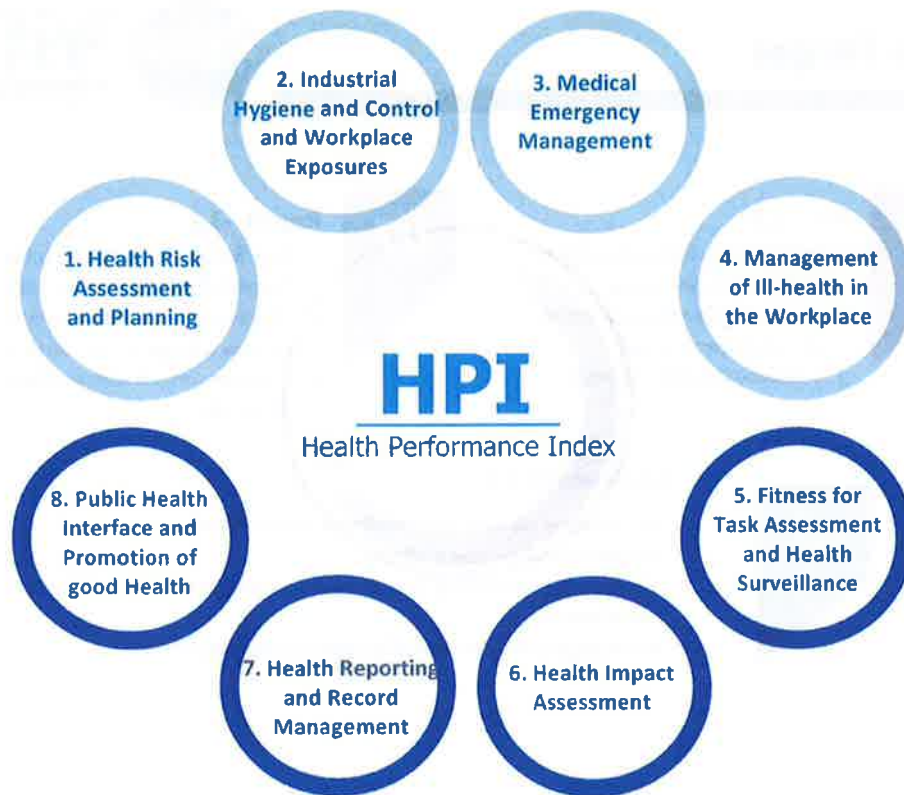 2. Industrial
Hygiene and Control
and Workplace
Exposures
3. Medical
Emergency
Management
1. Health Risk
Assessment
and Planning
4. Management
of Ill-health in
the Workplace
HPI
Health Performance Index
8. Public Health
Interface and
Promotion of
good Health
5. Fitness for
Task Assessment
and Health
Surveillance
7. Health Reporting
and Record
Management
6. Health Impact
Assessment